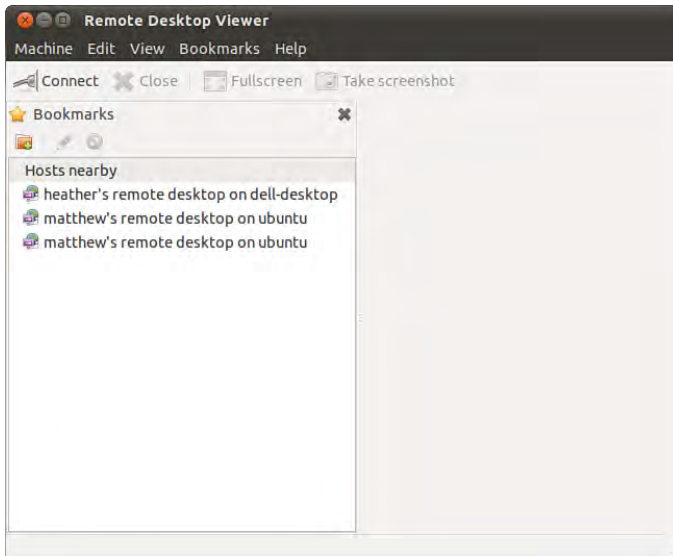 Remote Desktop Viewer
Machine Edit View Bookmarks Help
Connect Close Fullscreen Take screenshot
Bookmarks
Hosts nearby
heather's remote desktop on dell-desktop
matthew's remote desktop on ubuntu
matthew's remote desktop on ubuntu